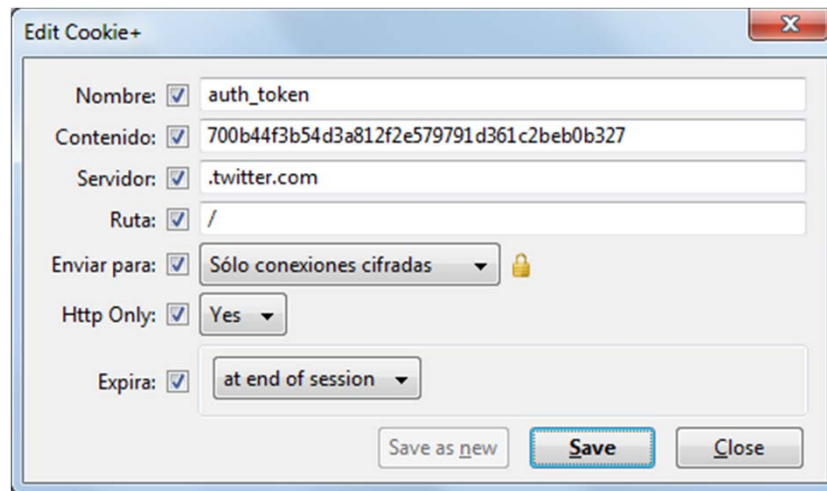 Edit Cookie+
Nombre: auth_token
Contenido: 700b44f3b54d3a812f2e579791d361c2beb0b327
Servidor: .twitter.com
Ruta: /
Enviar para: Sólo conexiones cifradas
Http Only: Yes
Expira: at end of session
Save as new Save Close